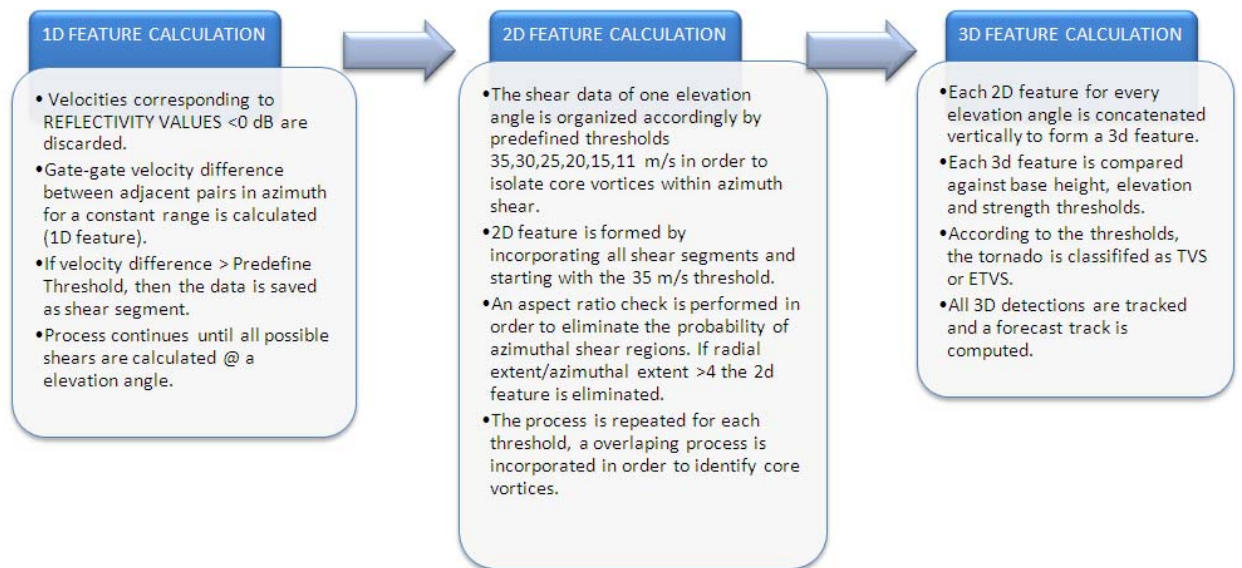 1D FEATURE CALCULATION
• Velocities corresponding to
REFLECTIVITY VALUES <0 dB are
discarded.
•Gate-gate velocity difference
between adjacent pairs in azimuth
for a constant range is calculated
(1D feature).
•If velocity difference > Predefine
Threshold, then the data is saved
as shear segment.
•Process continues until all possible
shears are calculated @ a
elevation angle.
2D FEATURE CALCULATION
•The shear data of one elevation
angle is organized accordingly by
predefined thresholds
35,30,25,20,15,11 m/s in order to
isolate core vortices within azimuth
shear.
•2D feature is formed by
incorporating all shear segments and
starting with the 35 m/s threshold.
•An aspect ratio check is performed in
order to eliminate the probability of
azimuthal shear regions. If radial
extent/azimuthal extent >4 the 2d
feature is eliminated.
•The process is repeated for each
threshold, a overlaping process is
incorporated in order to identify core
vortices.
3D FEATURE CALCULATION
•Each 2D feature for every
elevation angle is concatenated
vertically to form a 3d feature.
•Each 3d feature is compared
against base height, elevation
and strength thresholds.
•According to the thresholds,
the tornado is classififed as TVS
or ETVS.
•All 3D detections are tracked
and a forecast track is
computed.